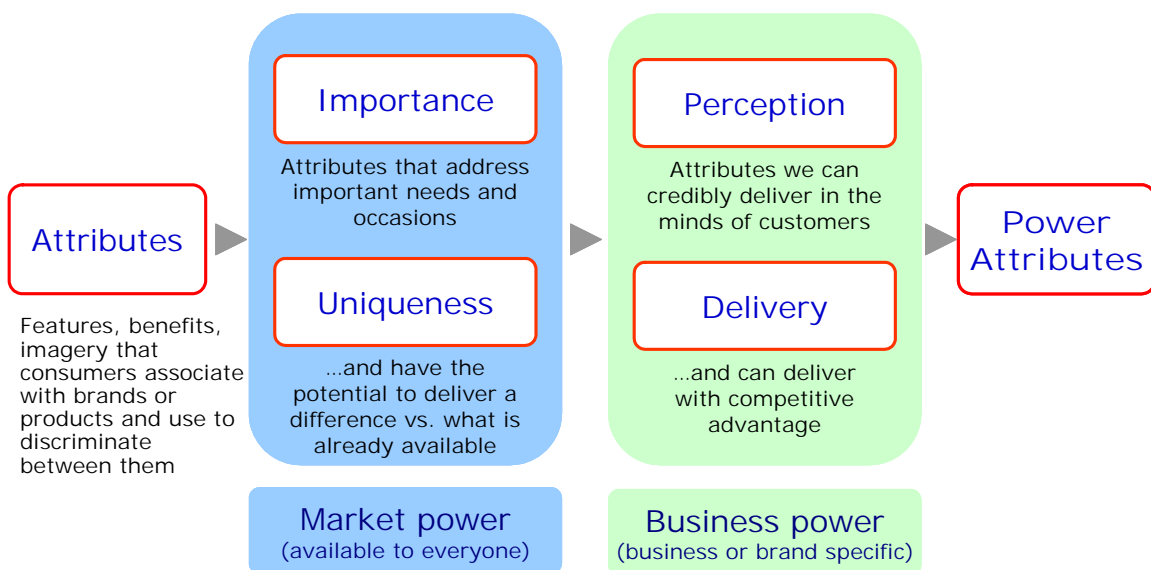 Attributes
Features, benefits,
imagery that
consumers associate
with brands or
products and use to
discriminate
between them
Importance
Attributes that address
important needs and
occasions
Uniqueness
…and have the
potential to deliver a
difference vs. what is
already available
Market power
(available to everyone)
Perception
Attributes we can
credibly deliver in the
minds of customers
Delivery
…and can deliver
with competitive
advantage
Business power
(business or brand specific)
Power
Attributes